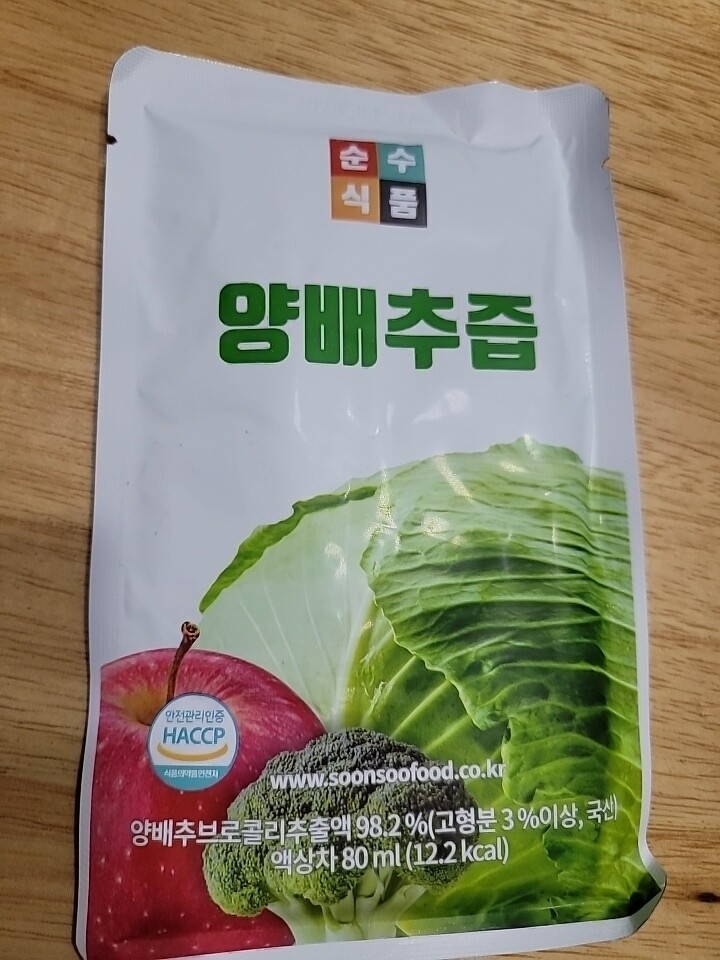 순수
식품
양배추즙
안전관리인증
HACCP
식품의약품안전처
www.soonsoofood.co.kr
양배추브로콜리추출액 98.2 %(고형분 3 %이상, 국산)
액상차 80 ml (12.2 kcal)